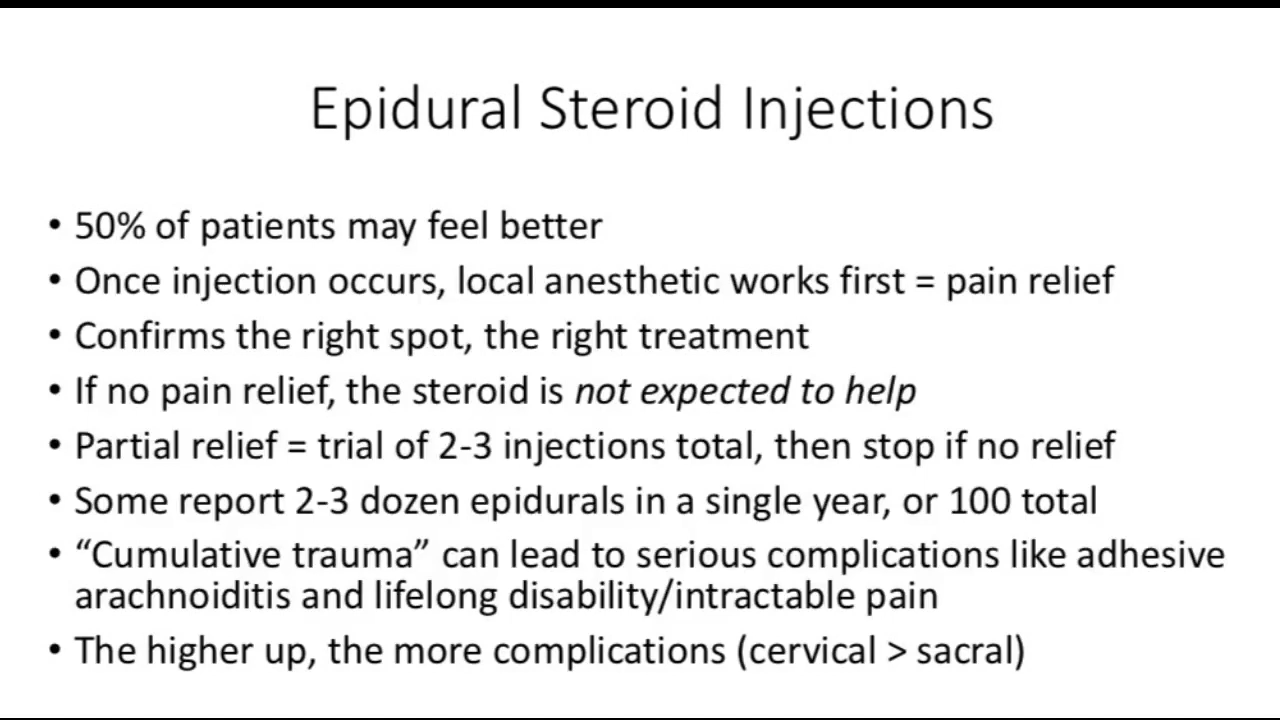 Epidural Steroid Injections
• 50% of patients may feel better
• Once injection occurs, local anesthetic works first = pain relief
• Confirms the right spot, the right treatment
• If no pain relief, the steroid is not expected to help
• Partial relief = trial of 2-3 injections total, then stop if no relief
• Some report 2-3 dozen epidurals in a single year, or 100 total
• “Cumulative trauma” can lead to serious complications like adhesive
arachnoiditis and lifelong disability/intractable pain
• The higher up, the more complications (cervical > sacral)